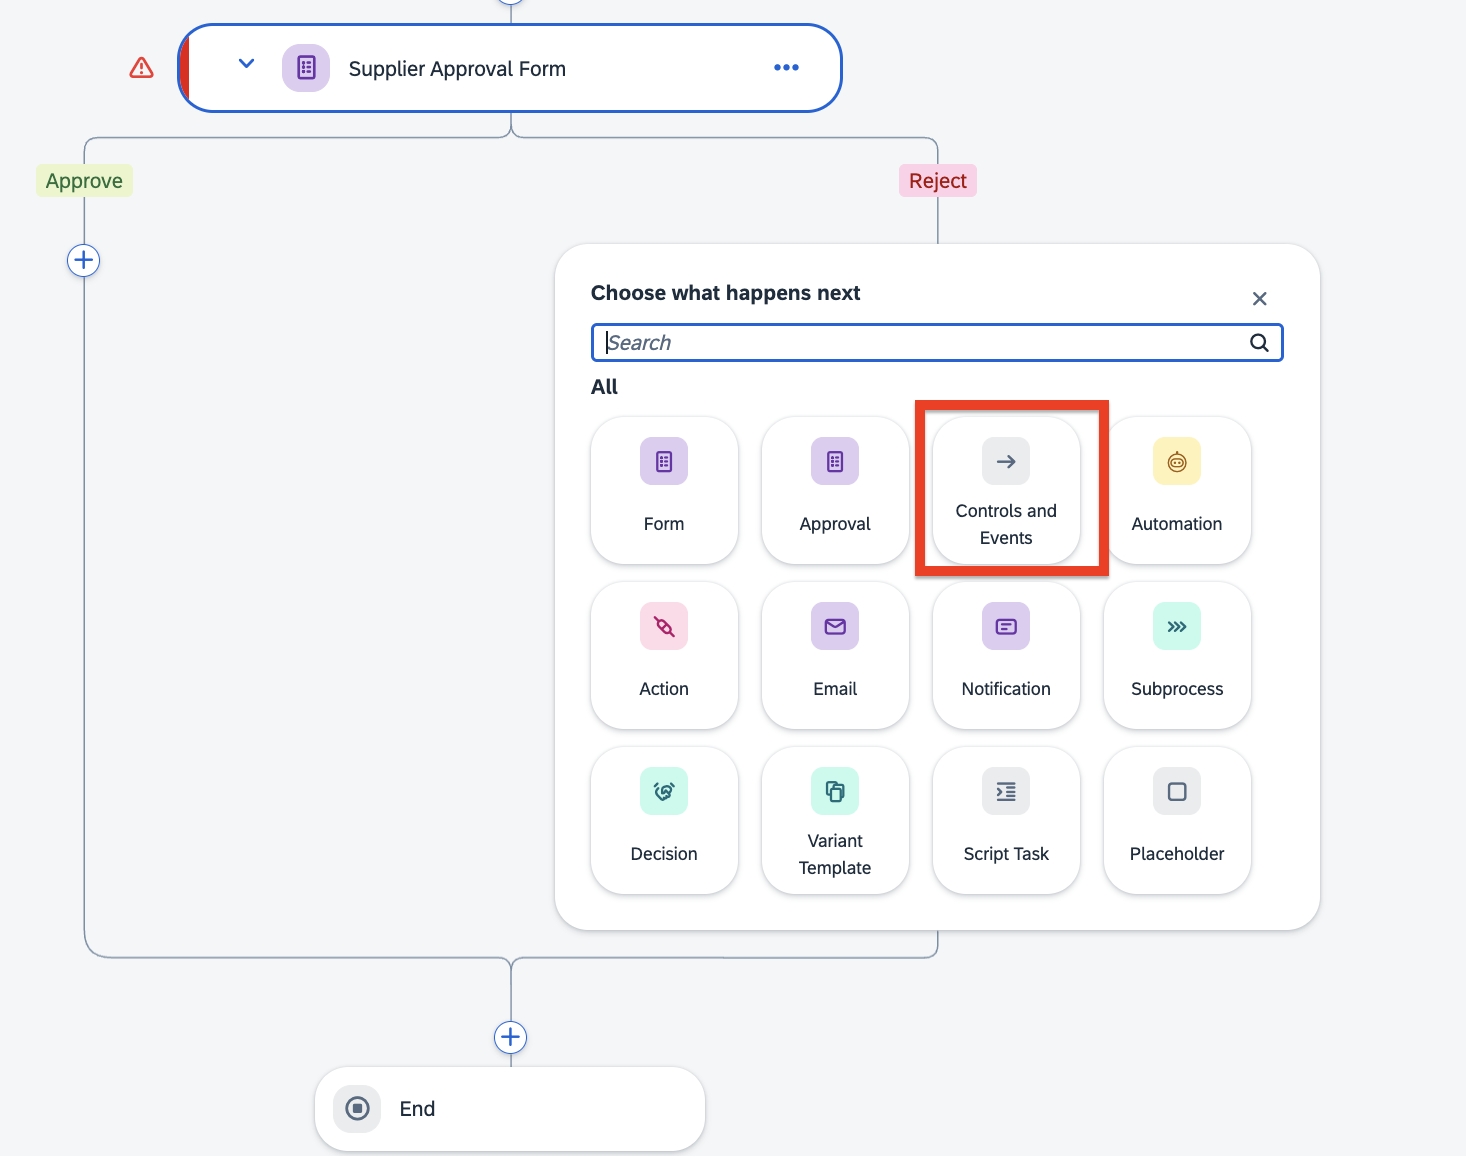 Supplier Approval Form
Approve
Reject
Choose what happens next
Search
All
Form
Approval
Controls and
Events
Automation
Action
Email
Notification
Subprocess
Decision
Variant
Template
Script Task
Placeholder
End